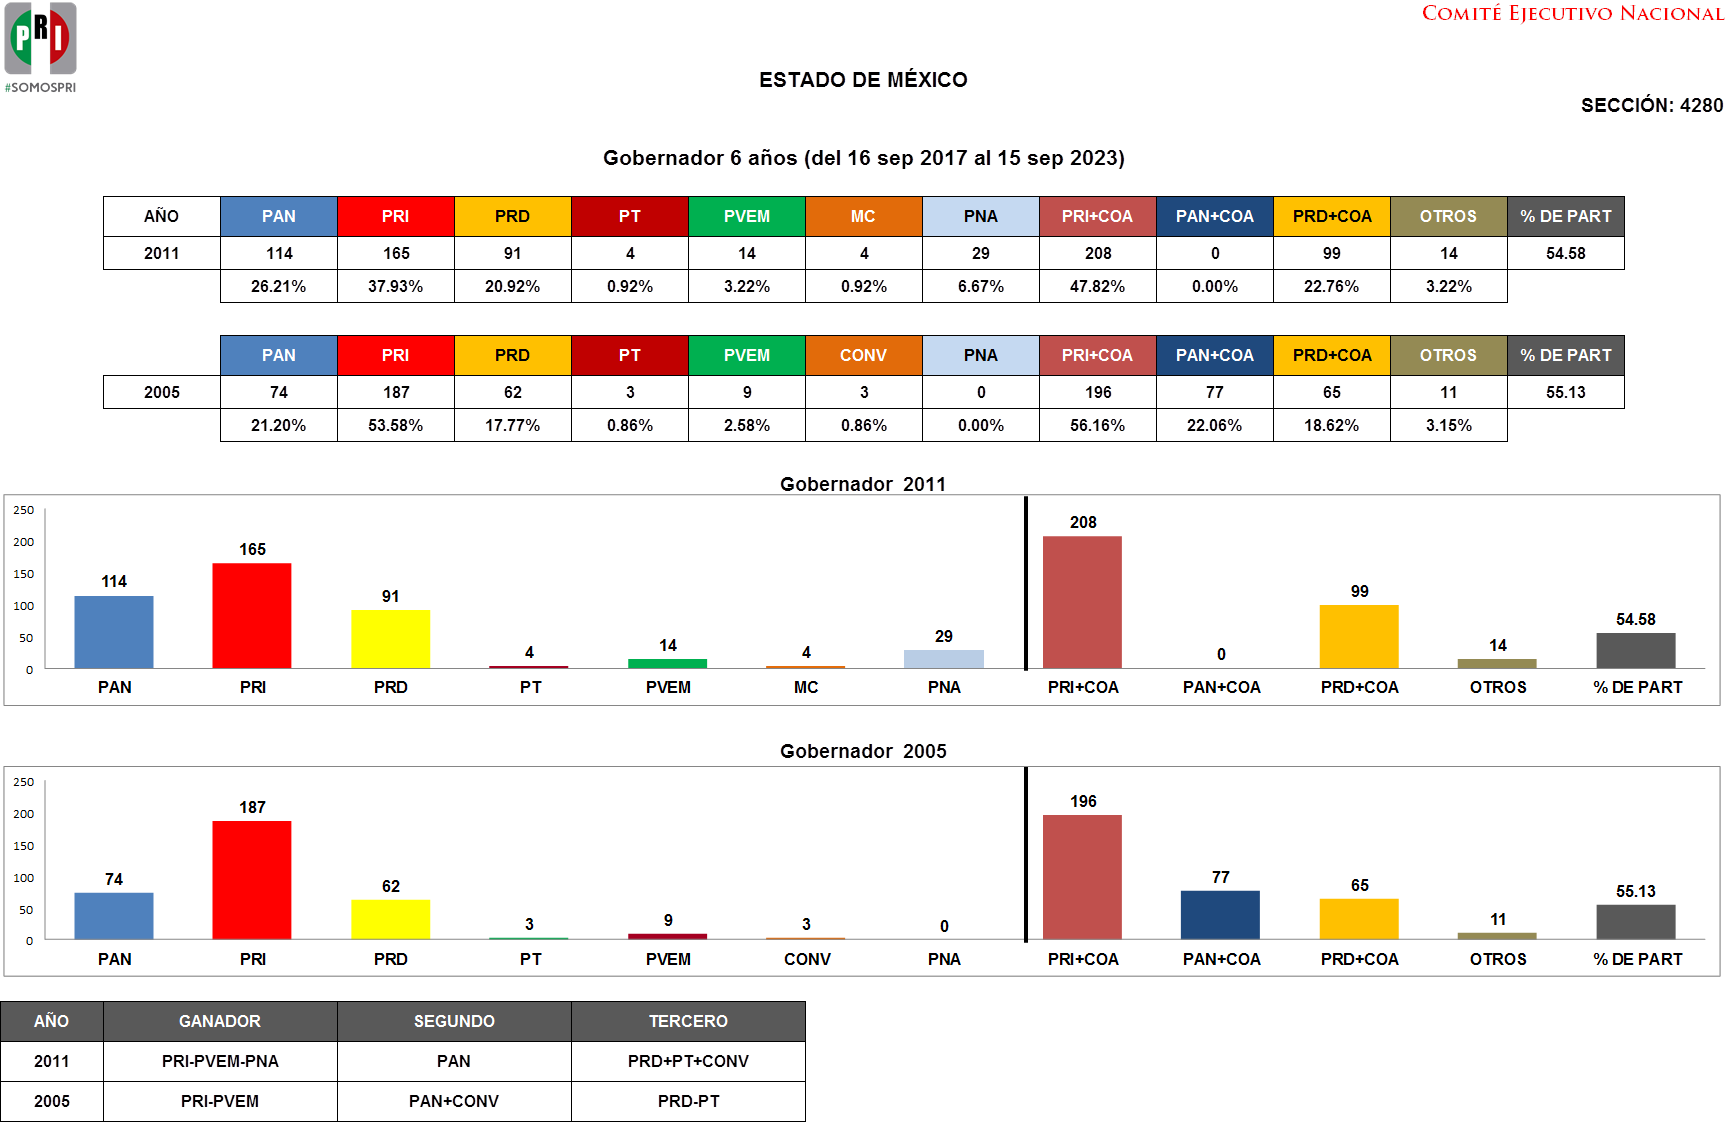 PRI
#SOMOSPRI
COMITÉ EJECUTIVO NACIONAL
ESTADO DE MÉXICO
SECCIÓN: 4280
Gobernador 6 años (del 16 sep 2017 al 15 sep 2023)
AÑO PAN PRI PRD PT PVEM MC PNA PRI+COA PAN+COA PRD+COA OTROS % DE PART
2011 114 165 91 4 14 4 29 208 0 99 14 54.58
26.21% 37.93% 20.92% 0.92% 3.22% 0.92% 6.67% 47.82% 0.00% 22.76% 3.22%
PAN PRI PRD PT PVEM CONV PNA PRI+COA PAN+COA PRD+COA OTROS % DE PART
2005 74 187 62 3 9 3 0 196 77 65 11 55.13
21.20% 53.58% 17.77% 0.86% 2.58% 0.86% 0.00% 56.16% 22.06% 18.62% 3.15%
Gobernador 2011
250
200
150
100
50
0
114 165 91 4 14 4 29 208 0 99 14 54.58
PAN PRI PRD PT PVEM MC PNA PRI+COA PAN+COA PRD+COA OTROS % DE PART
Gobernador 2005
250
200
150
100
50
0
74 187 62 3 9 3 0 196 77 65 11 55.13
PAN PRI PRD PT PVEM CONV PNA PRI+COA PAN+COA PRD+COA OTROS % DE PART
AÑO GANADOR SEGUNDO TERCERO
2011 PRI-PVEM-PNA PAN PRD+PT+CONV
2005 PRI-PVEM PAN+CONV PRD-PT